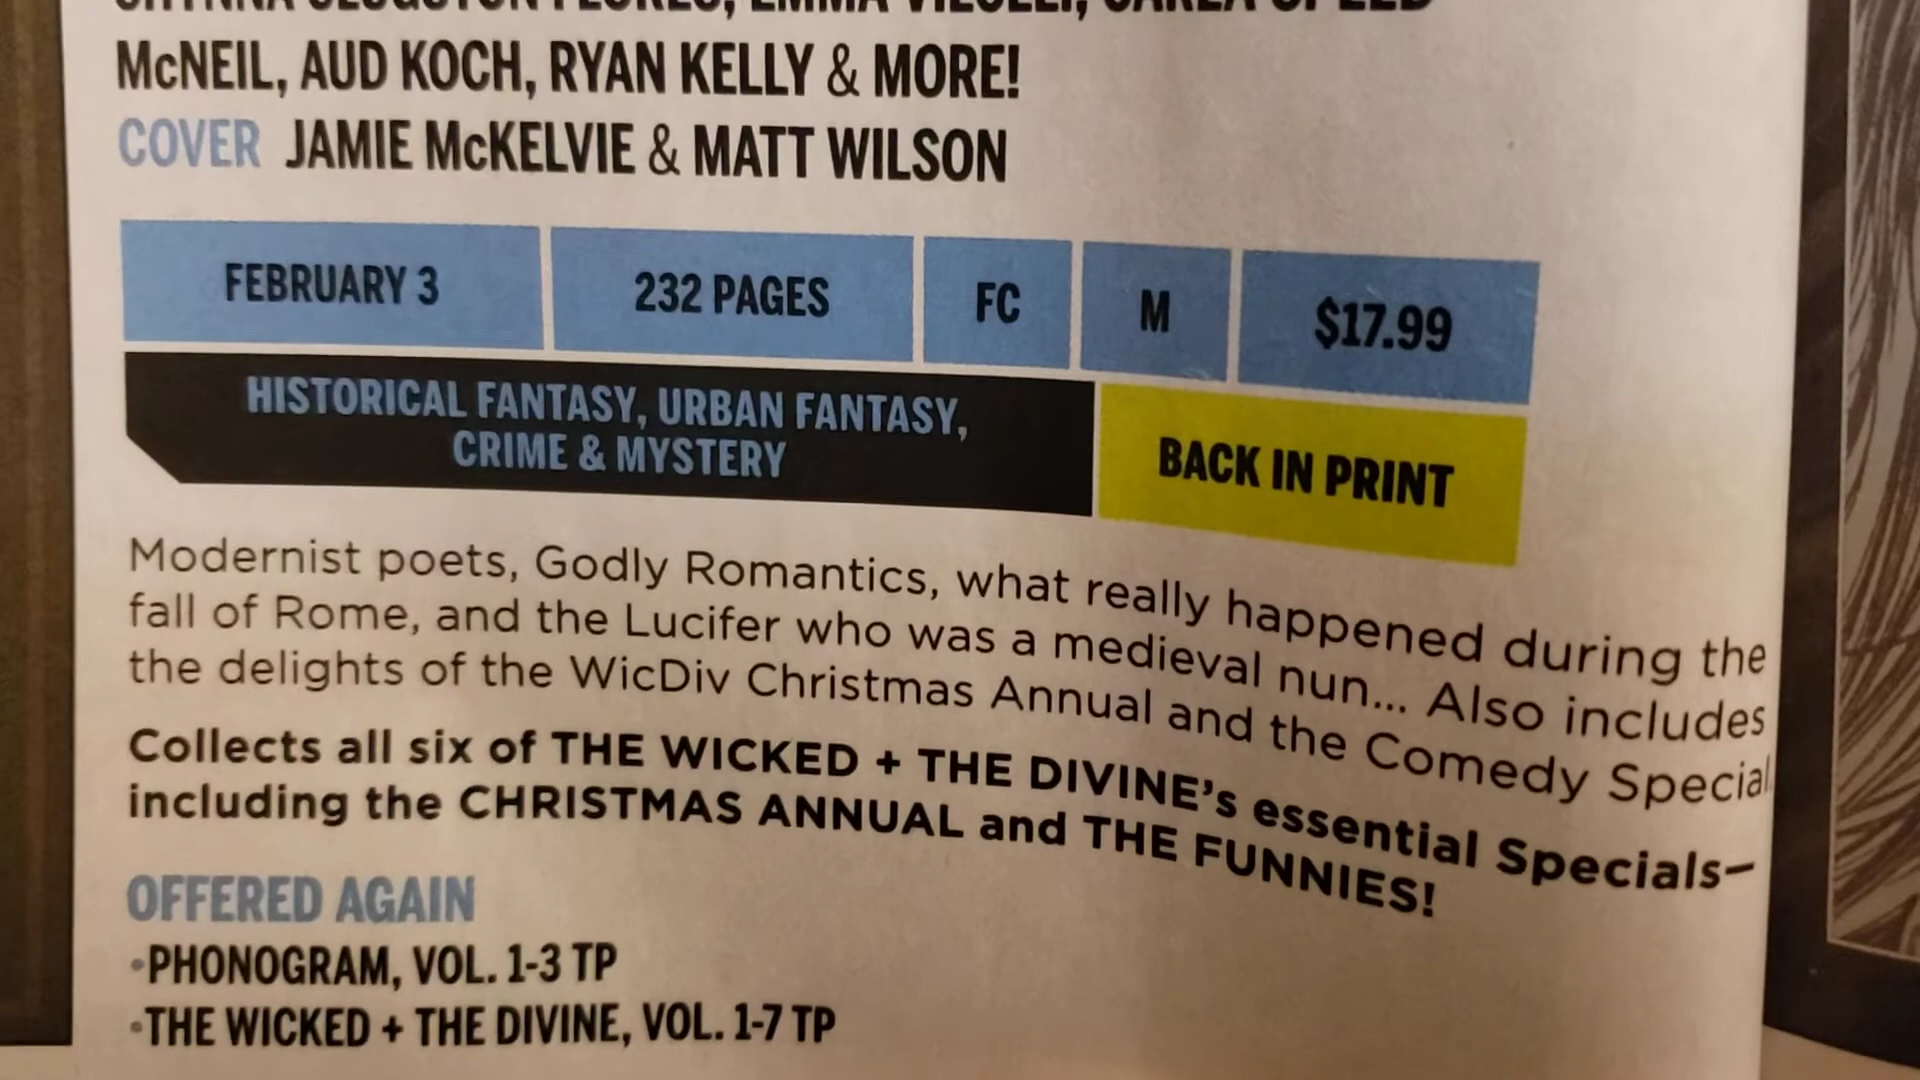 McNEIL, AUD KOCH, RYAN KELLY & MORE!
COVER JAMIE McKELVIE & MATT WILSON
FEBRUARY 3 232 PAGES FC M $17.99
HISTORICAL FANTASY, URBAN FANTASY,
CRIME & MYSTERY
BACK IN PRINT
Modernist poets, Godly Romantics, what really happened during the
fall of Rome, and the Lucifer who was a medieval nun... Also includes
the delights of the WicDiv Christmas Annual and the Comedy Special
Collects all six of THE WICKED + THE DIVINE's essential Specials—
including the CHRISTMAS ANNUAL and THE FUNNIES!
OFFERED AGAIN
•PHONOGRAM, VOL. 1-3 TP
•THE WICKED + THE DIVINE, VOL. 1-7 TP